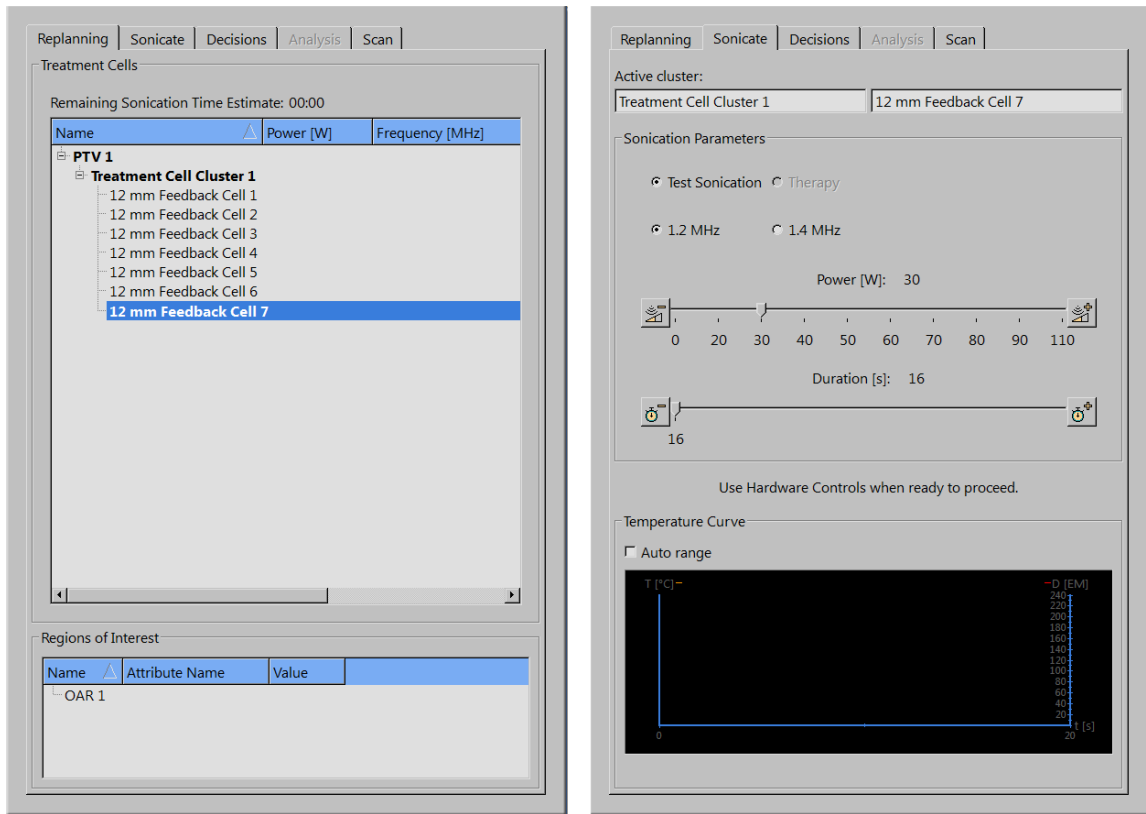 Replanning Sonicate Decisions Analysis Scan
Treatment Cells
Remaining Sonication Time Estimate: 00:00
Name Power [W] Frequency [MHz]
PTV 1
Treatment Cell Cluster 1
12 mm Feedback Cell 1
12 mm Feedback Cell 2
12 mm Feedback Cell 3
12 mm Feedback Cell 4
12 mm Feedback Cell 5
12 mm Feedback Cell 6
12 mm Feedback Cell 7
Regions of Interest
Name Attribute Name Value
OAR 1
Replanning Sonicate Decisions Analysis Scan
Active cluster:
Treatment Cell Cluster 1 12 mm Feedback Cell 7
Sonication Parameters
Test Sonication Therapy
1.2 MHz 1.4 MHz
Power [W]: 30
0 20 30 40 50 60 70 80 90 110
Duration [s]: 16
16
Use Hardware Controls when ready to proceed.
Temperature Curve
Auto range
T [°C] D [EM]
240
220
200
180
160
140
120
100
80
60
40
20
t [s]
0 20